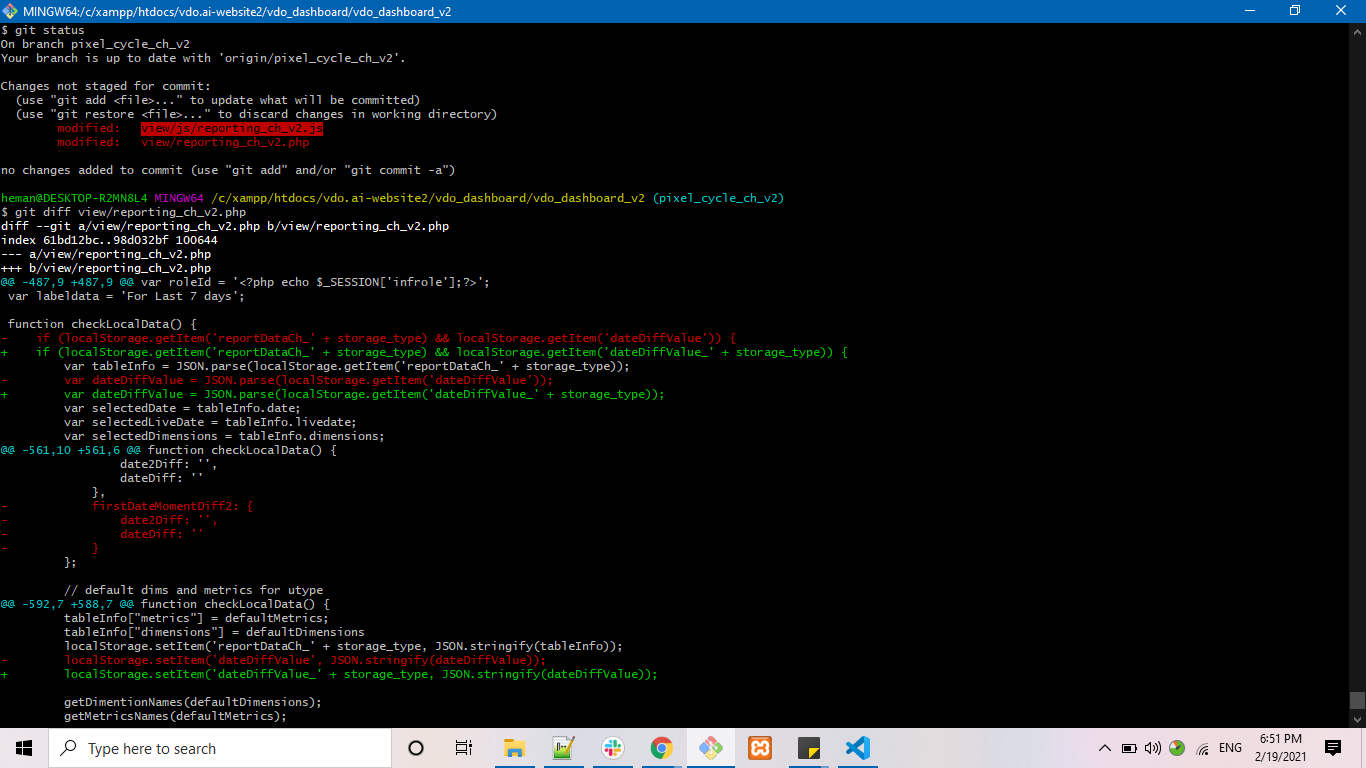 MINGW64:/c/xampp/htdocs/vdo.ai-website2/vdo_dashboard/vdo_dashboard_v2
$ git status
On branch pixel_cycle_ch_v2
Your branch is up to date with 'origin/pixel_cycle_ch_v2'.
Changes not staged for commit:
  (use "git add <file>..." to update what will be committed)
  (use "git restore <file>..." to discard changes in working directory)
        modified:   view/js/reporting_ch_v2.js
        modified:   view/reporting_ch_v2.php
no changes added to commit (use "git add" and/or "git commit -a")
heman@DESKTOP-R2MN8L4 MINGW64 /c/xampp/htdocs/vdo.ai-website2/vdo_dashboard/vdo_dashboard_v2 (pixel_cycle_ch_v2)
$ git diff view/reporting_ch_v2.php
diff --git a/view/reporting_ch_v2.php b/view/reporting_ch_v2.php
index 61bd12bc..98d032bf 100644
--- a/view/reporting_ch_v2.php
+++ b/view/reporting_ch_v2.php
@@ -487,9 +487,9 @@ var roleId = '<?php echo $_SESSION['infrole'];?>';
 var labeldata = 'For Last 7 days';
 function checkLocalData() {
-    if (localStorage.getItem('reportDataCh_' + storage_type) && localStorage.getItem('dateDiffValue')) {
+    if (localStorage.getItem('reportDataCh_' + storage_type) && localStorage.getItem('dateDiffValue_' + storage_type)) {
         var tableInfo = JSON.parse(localStorage.getItem('reportDataCh_' + storage_type));
-        var dateDiffValue = JSON.parse(localStorage.getItem('dateDiffValue'));
+        var dateDiffValue = JSON.parse(localStorage.getItem('dateDiffValue_' + storage_type));
         var selectedDate = tableInfo.date;
         var selectedLiveDate = tableInfo.livedate;
         var selectedDimensions = tableInfo.dimensions;
@@ -561,10 +561,6 @@ function checkLocalData() {
                 date2Diff: '',
                 dateDiff: ''
             },
-            firstDateMomentDiff2: {
-                date2Diff: '',
-                dateDiff: ''
-            }
         };
         // default dims and metrics for utype
@@ -592,7 +588,7 @@ function checkLocalData() {
         tableInfo["metrics"] = defaultMetrics;
         tableInfo["dimensions"] = defaultDimensions
         localStorage.setItem('reportDataCh_' + storage_type, JSON.stringify(tableInfo));
-        localStorage.setItem('dateDiffValue', JSON.stringify(dateDiffValue));
+        localStorage.setItem('dateDiffValue_' + storage_type, JSON.stringify(dateDiffValue));
         getDimentionNames(defaultDimensions);
         getMetricsNames(defaultMetrics);
Type here to search
ENG
6:51 PM
2/19/2021